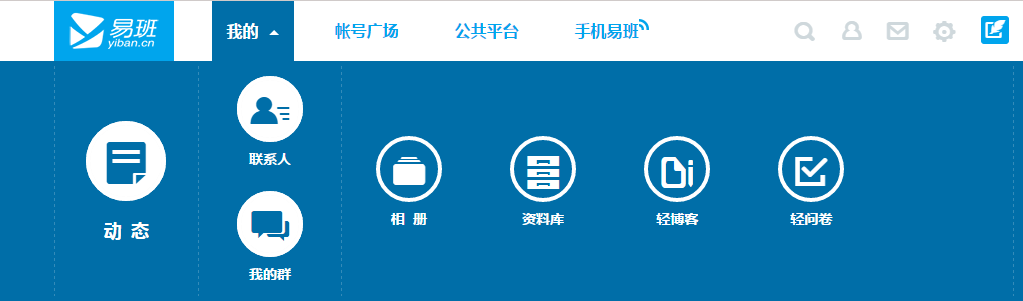 易班
yiban.cn
我的
帐号广场
公共平台
手机易班
动 态
联系人
我的群
相 册
资料库
轻博客
轻问卷